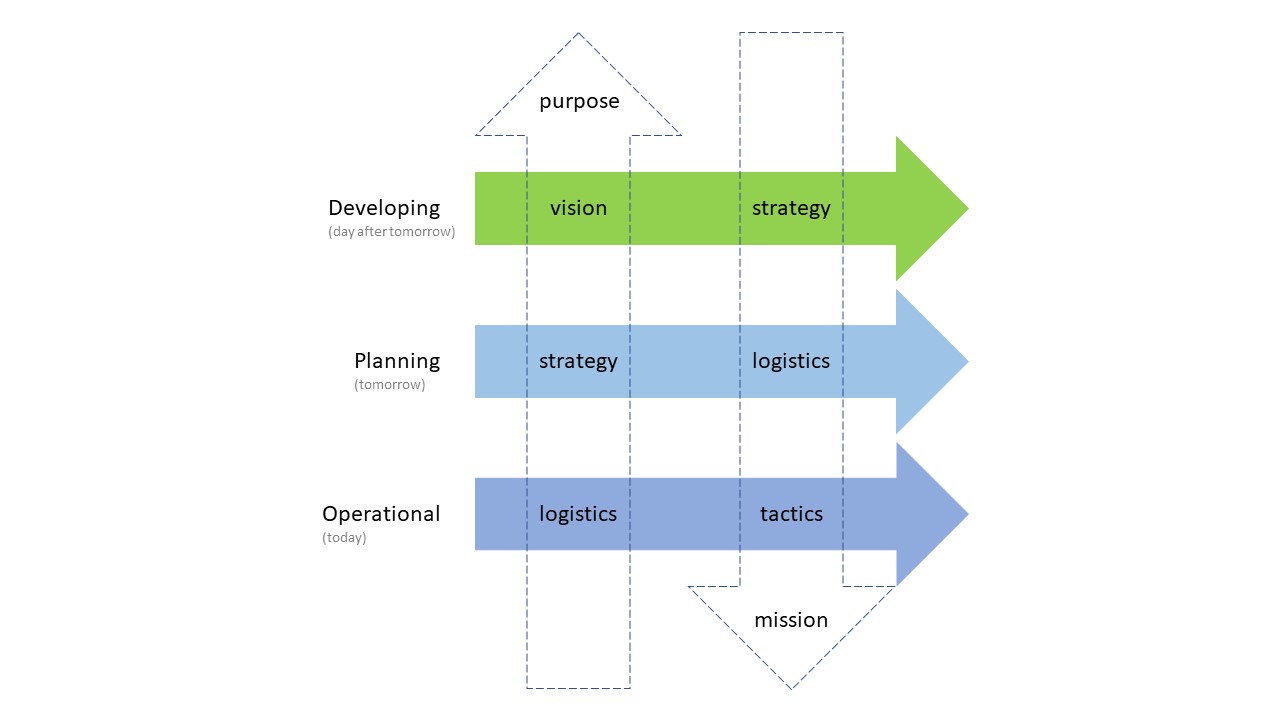 purpose
Developing
(day after tomorrow)
vision
strategy
Planning
(tomorrow)
strategy
logistics
Operational
(today)
logistics
tactics
mission